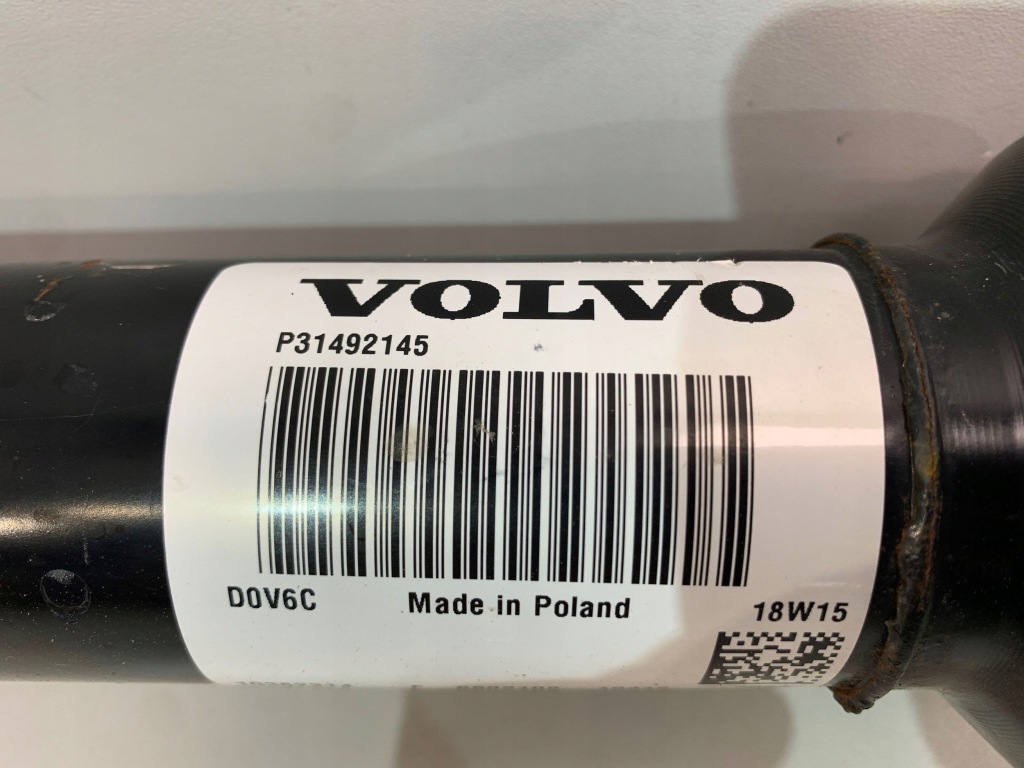 VOLVO
P31492145
D0V6C Made in Poland 18W15